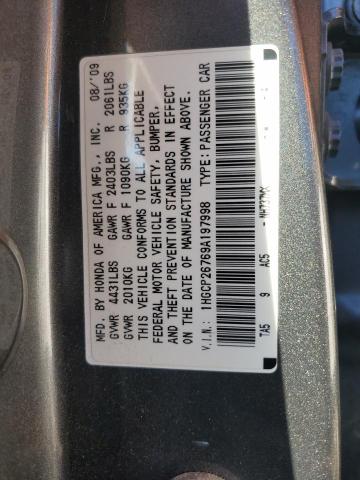 MFD. BY HONDA OF AMERICA MFG., INC. 08/'09
GVWR 4431LBS GAWR F 2403LBS R 2061LBS
GVWR 2010KG GAWR F 1090KG R 935KG
THIS VEHICLE CONFORMS TO ALL APPLICABLE
FEDERAL MOTOR VEHICLE SAFETY, BUMPER,
AND THEFT PREVENTION STANDARDS IN EFFECT
ON THE DATE OF MANUFACTURE SHOWN ABOVE.
V.I.N.: 1HGCP26769A197998 TYPE: PASSENGER CAR
TA5 9 AC5 - NH737MX - - C